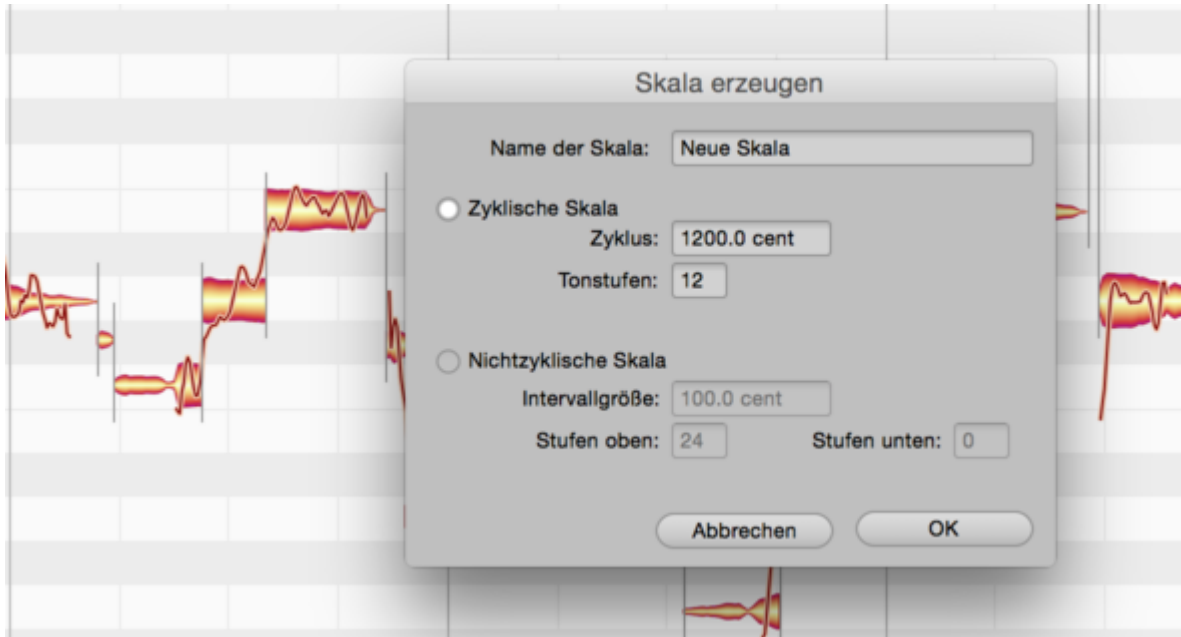 Skala erzeugen
Name der Skala: Neue Skala
Zyklische Skala
Zyklus: 1200.0 cent
Tonstufen: 12
Nichtzyklische Skala
Intervallgröße: 100.0 cent
Stufen oben: 24 Stufen unten: 0
Abbrechen OK